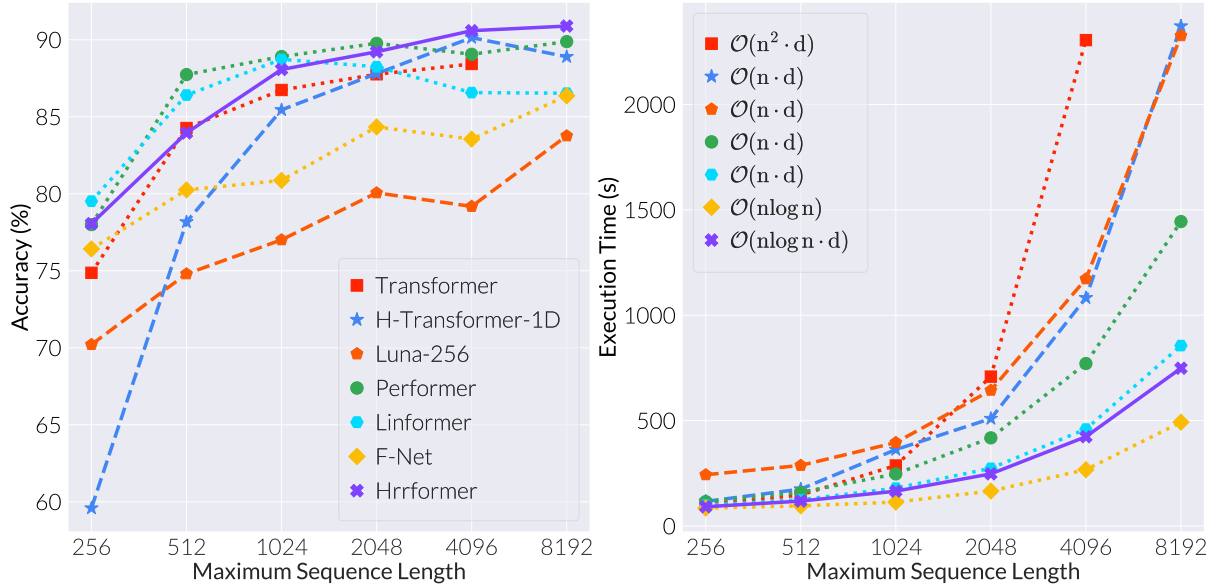 90
85
80
75
70
65
60
Accuracy (%)
256 512 1024 2048 4096 8192
Maximum Sequence Length
Transformer
H-Transformer-1D
Luna-256
Performer
Linformer
F-Net
Hrrformer
2000
1500
1000
500
0
Execution Time (s)
256 512 1024 2048 4096 8192
Maximum Sequence Length
𝒪(n² · d)
𝒪(n · d)
𝒪(n · d)
𝒪(n · d)
𝒪(n · d)
𝒪(nlog n)
𝒪(nlog n · d)